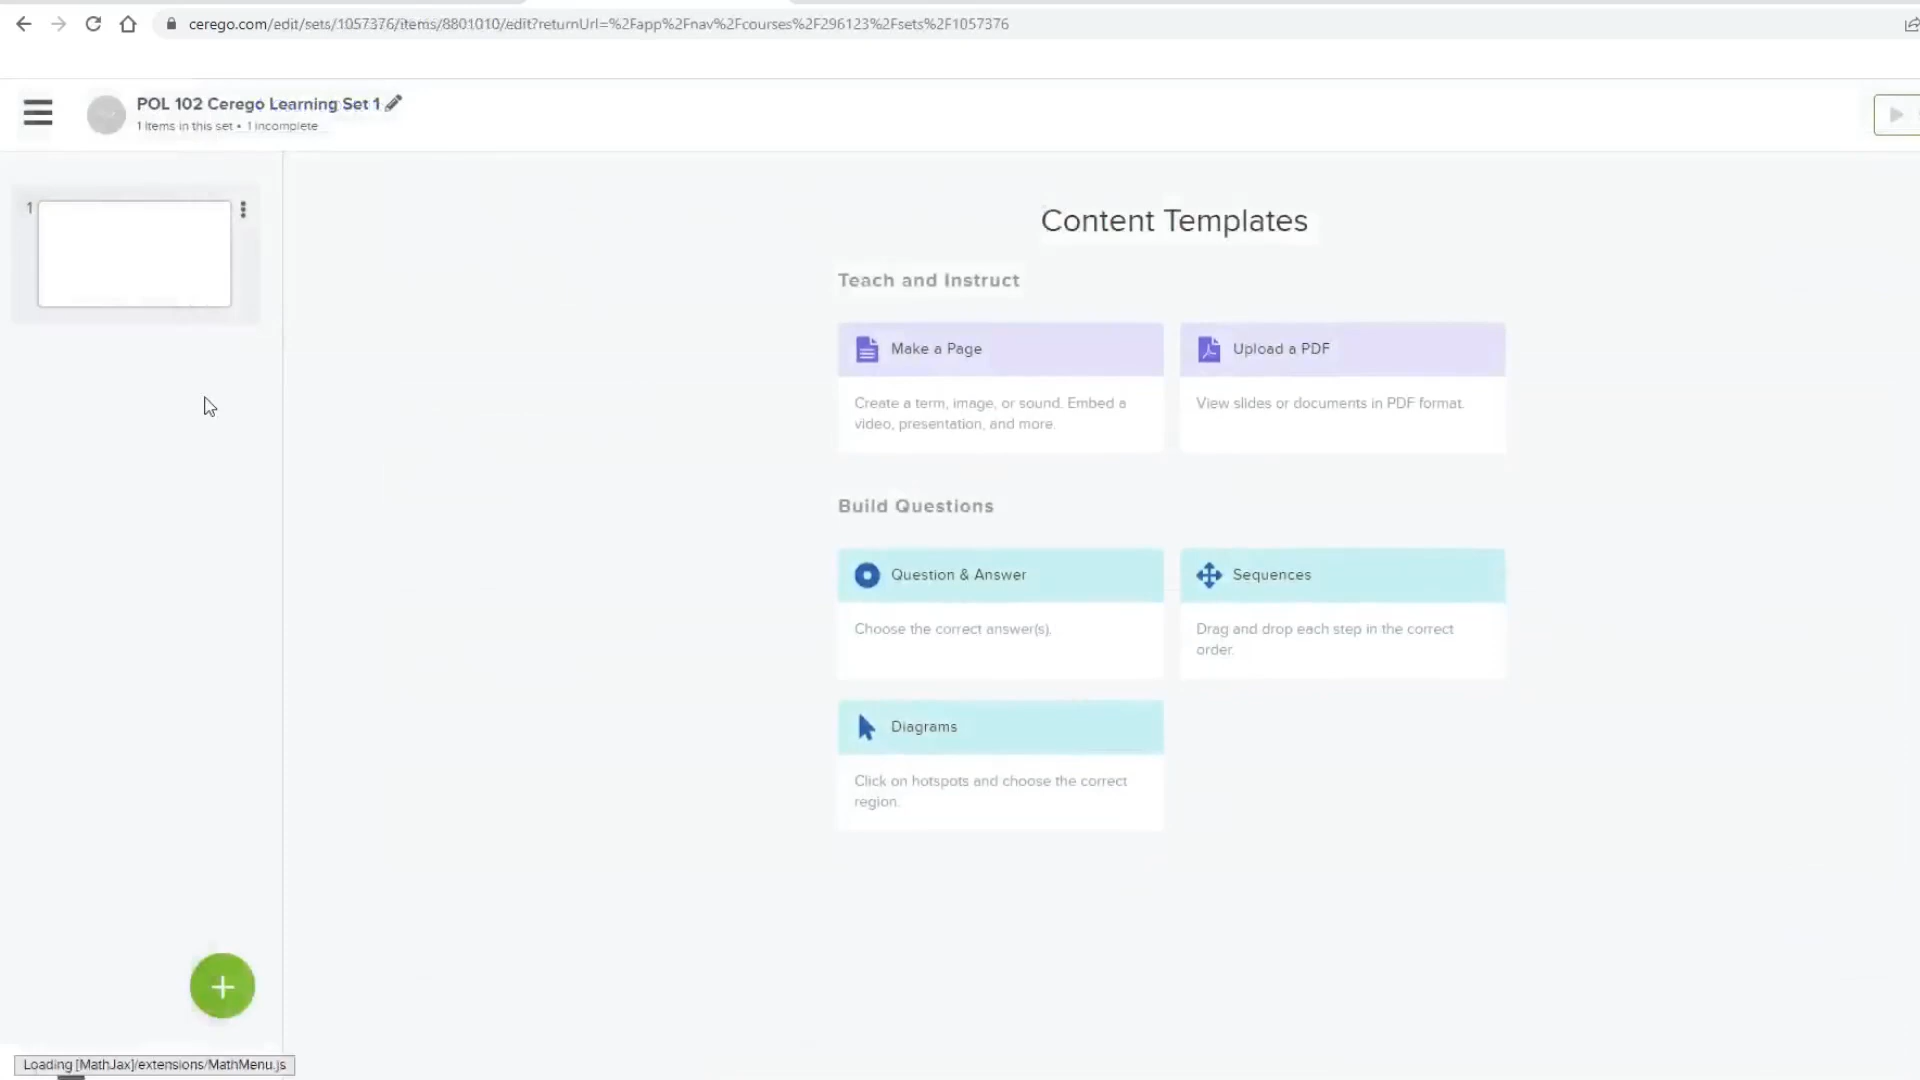 cerego.com/edit/sets/1057376/items/8801010/edit?returnUrl=%2Fapp%2Fnav%2Fcourses%2F296123%2Fsets%2F1057376
POL 102 Cerego Learning Set 1
1 items in this set • 1 incomplete
1
Content Templates
Teach and Instruct
Make a Page
Upload a PDF
Create a term, image, or sound. Embed a
video, presentation, and more.
View slides or documents in PDF format.
Build Questions
Question & Answer
Sequences
Choose the correct answer(s).
Drag and drop each step in the correct
order.
Diagrams
Click on hotspots and choose the correct
region.
Loading [MathJax]/extensions/MathMenu.js